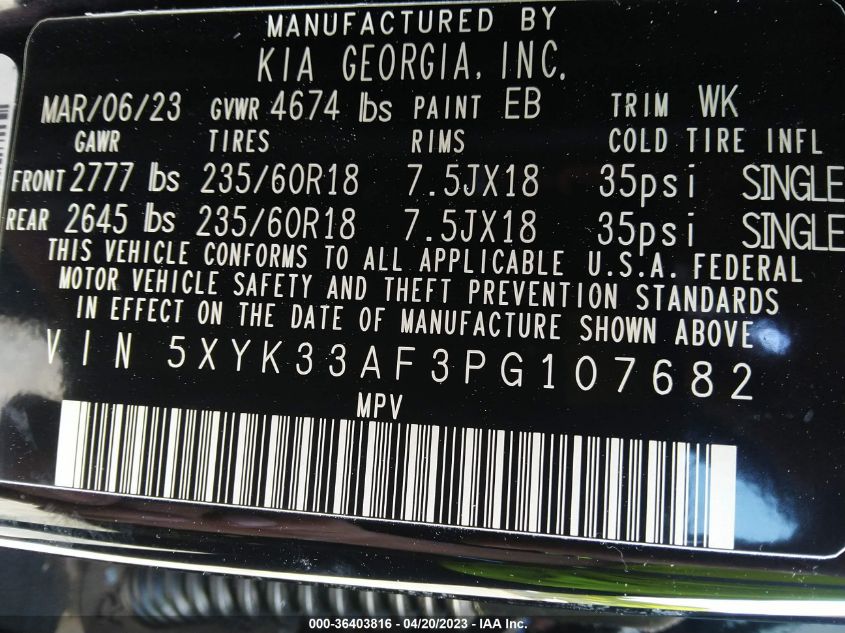 MANUFACTURED BY
KIA GEORGIA, INC.
MAR/06/23 GVWR 4674 lbs PAINT EB TRIM WK
GAWR TIRES RIMS COLD TIRE INFL
FRONT 2777 lbs 235/60R18 7.5JX18 35psi SINGLE
REAR 2645 lbs 235/60R18 7.5JX18 35psi SINGLE
THIS VEHICLE CONFORMS TO ALL APPLICABLE U.S.A. FEDERAL
MOTOR VEHICLE SAFETY AND THEFT PREVENTION STANDARDS
IN EFFECT ON THE DATE OF MANUFACTURE SHOWN ABOVE
VIN 5XYK33AF3PG107682
MPV
000-36403816 - 04/20/2023 - IAA Inc.